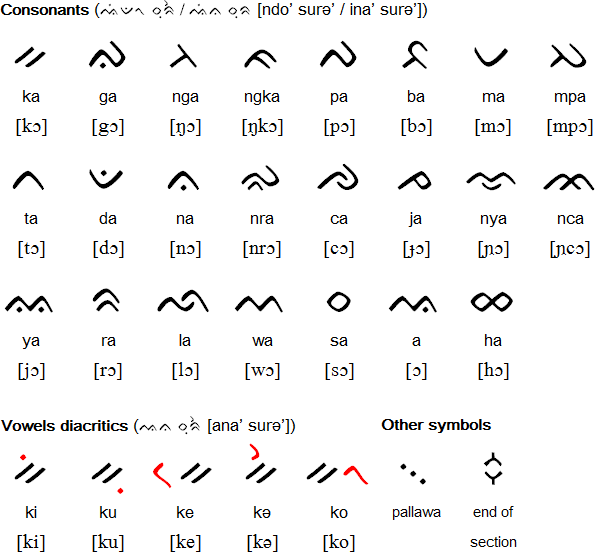 Consonants (ᨕᨗᨉᨚ ᨔᨘᨑᨛ / ᨕᨗᨊ ᨔᨘᨑᨛ [ndo’ surə’ / ina’ surə’])
ᨀ ᨁ ᨂ ᨃ ᨄ ᨅ ᨆ ᨇ
ka ga nga ngka pa ba ma mpa
[kɔ] [gɔ] [ŋɔ] [ŋkɔ] [pɔ] [bɔ] [mɔ] [mpɔ]
ᨈ ᨉ ᨊ ᨋ ᨌ ᨍ ᨎ ᨏ
ta da na nra ca ja nya nca
[tɔ] [dɔ] [nɔ] [nrɔ] [cɔ] [ɟɔ] [ɲɔ] [ɲcɔ]
ᨐ ᨑ ᨒ ᨓ ᨔ ᨕ ᨖ
ya ra la wa sa a ha
[jɔ] [rɔ] [lɔ] [wɔ] [sɔ] [ɔ] [hɔ]
Vowels diacritics (ᨕᨊ ᨔᨘᨑᨛ [ana’ surə’]) Other symbols
ᨀᨗ ᨀᨘ ᨀᨙ ᨀᨛ ᨀᨚ ᨞ ᨟
ki ku ke kə ko pallawa end of
[ki] [ku] [ke] [kə] [ko] section